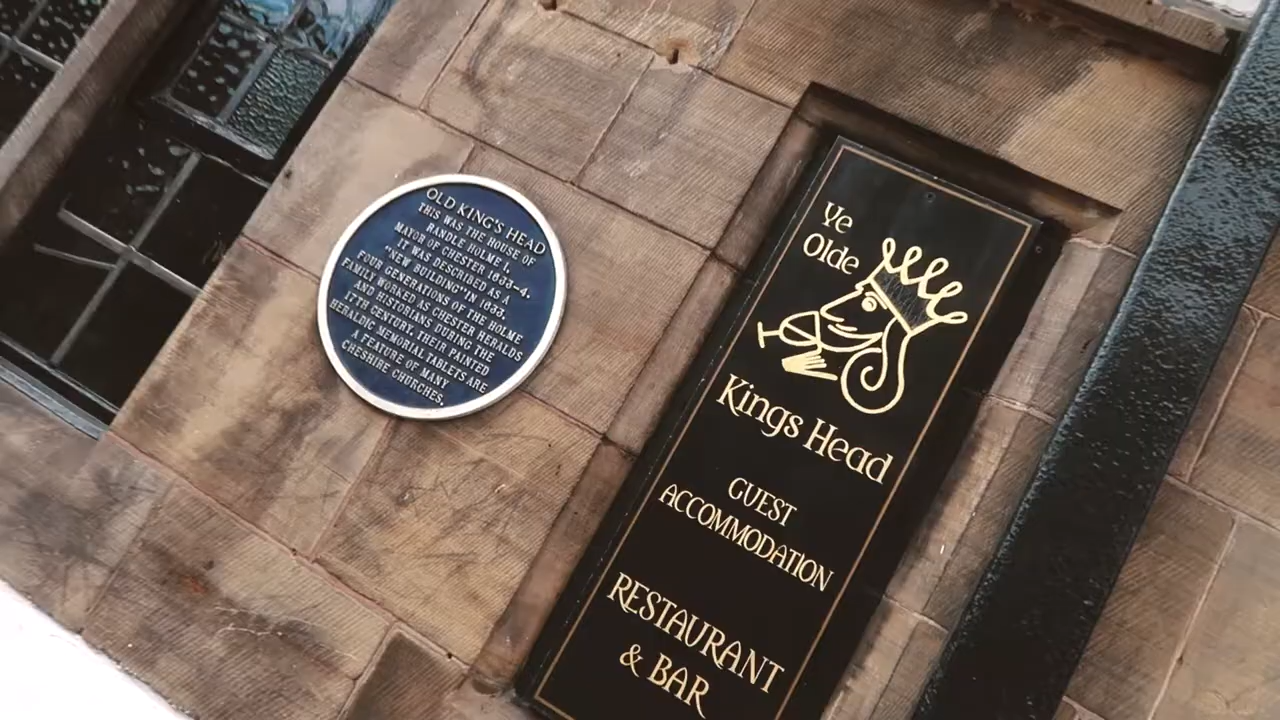 OLD KING'S HEAD
THIS WAS THE HOUSE OF
RANDLE HOLME I,
MAYOR OF CHESTER 1633-4.
IT WAS DESCRIBED AS A
"NEW BUILDING" IN 1633.
FOUR GENERATIONS OF THE HOLME
FAMILY WORKED AS CHESTER HERALDS
AND HISTORIANS DURING THE
17TH CENTURY. THEIR PAINTED
HERALDIC MEMORIAL TABLETS ARE
A FEATURE OF MANY
CHESHIRE CHURCHES.
Ye
Olde
Kings Head
GUEST
ACCOMMODATION
RESTAURANT
& BAR